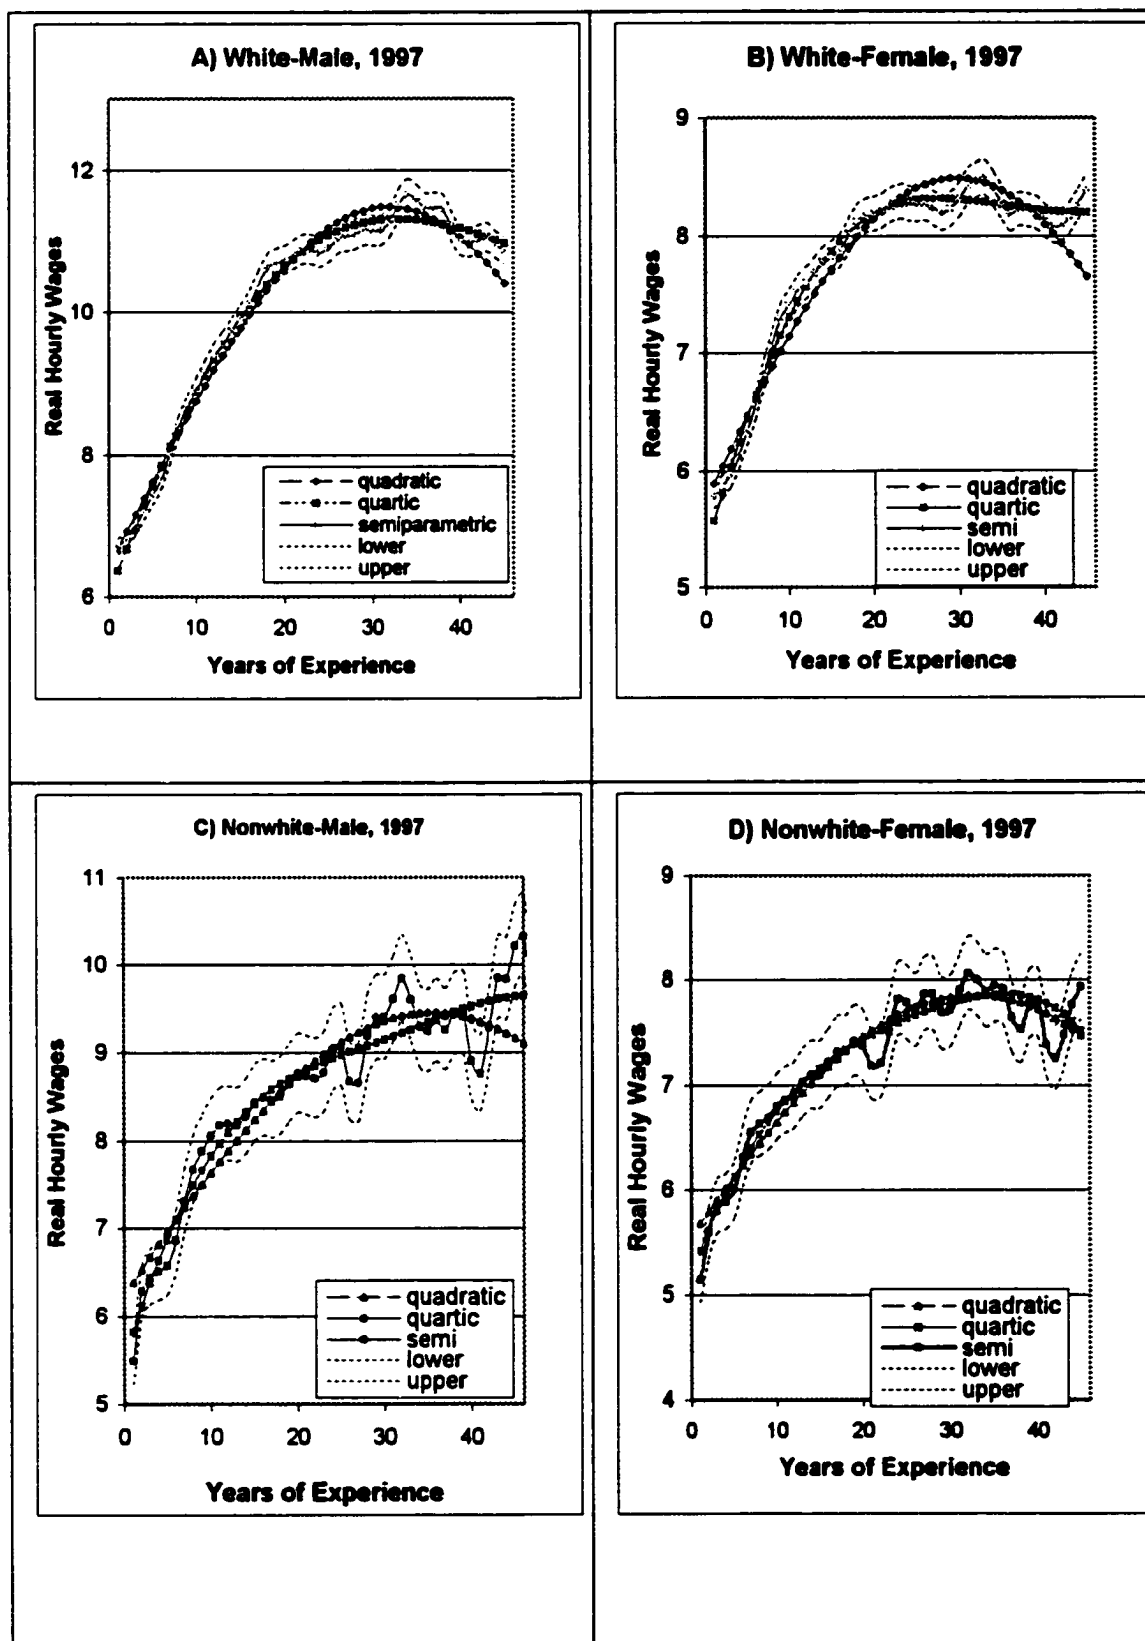 A) White-Male, 1997
Real Hourly Wages
12
10
8
6
quadratic
quartic
semiparametric
lower
upper
0 10 20 30 40
Years of Experience
B) White-Female, 1997
Real Hourly Wages
9
8
7
6
5
quadratic
quartic
semi
lower
upper
0 10 20 30 40
Years of Experience
C) Nonwhite-Male, 1997
Real Hourly Wages
11
10
9
8
7
6
5
quadratic
quartic
semi
lower
upper
0 10 20 30 40
Years of Experience
D) Nonwhite-Female, 1997
Real Hourly Wages
9
8
7
6
5
4
quadratic
quartic
semi
lower
upper
0 10 20 30 40
Years of Experience